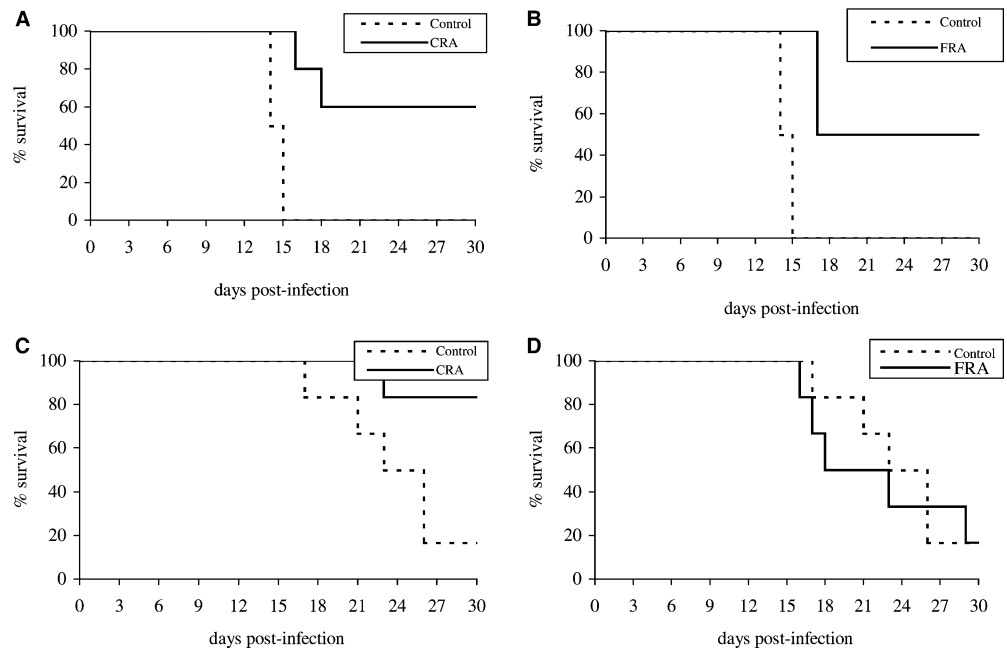 A
Control
CRA
100
80
60
40
20
0
% survival
0 3 6 9 12 15 18 21 24 27 30
days post-infection
B
Control
FRA
100
80
60
40
20
0
% survival
0 3 6 9 12 15 18 21 24 27 30
days post-infection
C
Control
CRA
100
80
60
40
20
0
% survival
0 3 6 9 12 15 18 21 24 27 30
days post-infection
D
Control
FRA
100
80
60
40
20
0
% survival
0 3 6 9 12 15 18 21 24 27 30
days post-infection